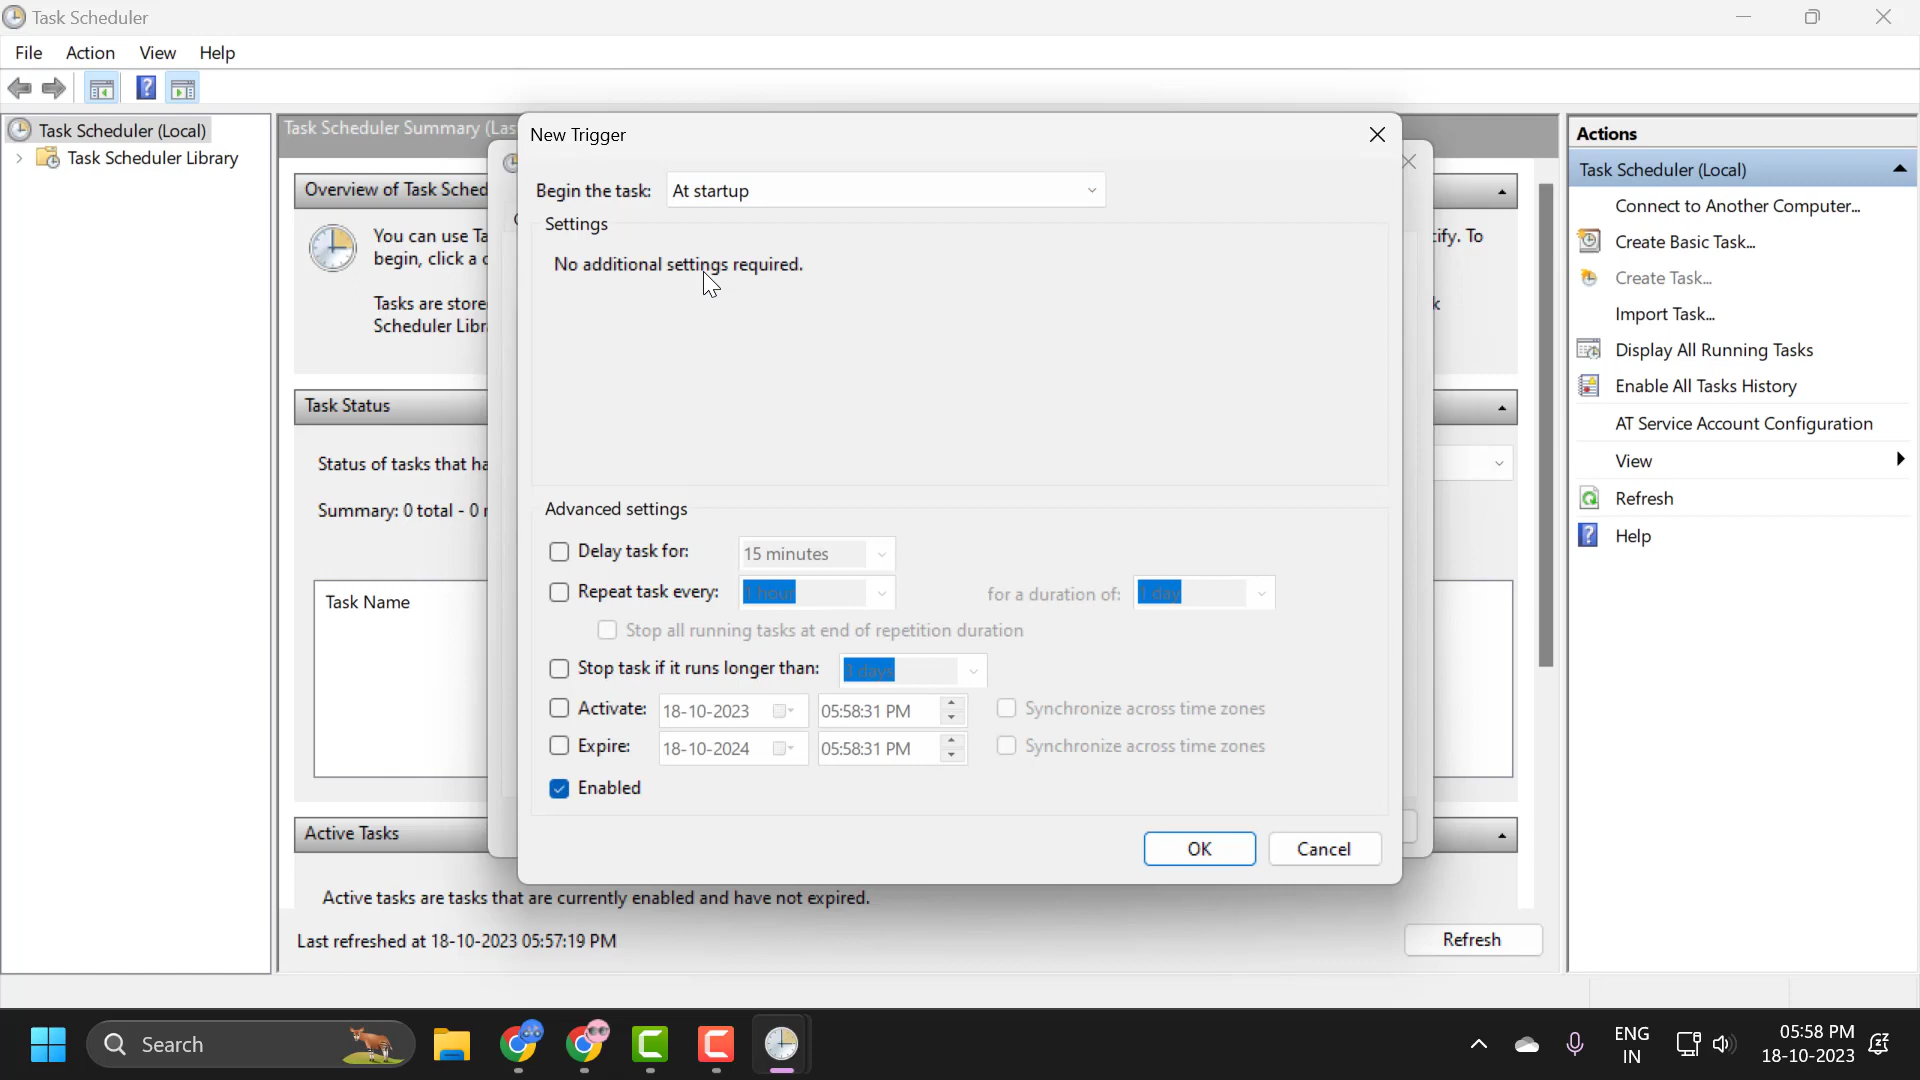 Task Scheduler
File Action View Help
Task Scheduler (Local)
Task Scheduler Library
Task Scheduler Summary (Las
Overview of Task Sched
You can use Ta
begin, click a c
Tasks are store
Scheduler Libr
ify. To
k
Task Status
Status of tasks that ha
Summary: 0 total - 0 r
Task Name
Active Tasks
Active tasks are tasks that are currently enabled and have not expired.
Last refreshed at 18-10-2023 05:57:19 PM
Refresh
New Trigger
Begin the task: At startup
Settings
No additional settings required.
Advanced settings
Delay task for: 15 minutes
Repeat task every: 1 hour for a duration of: 1 day
Stop all running tasks at end of repetition duration
Stop task if it runs longer than: 3 days
Activate: 18-10-2023 05:58:31 PM Synchronize across time zones
Expire: 18-10-2024 05:58:31 PM Synchronize across time zones
Enabled
OK Cancel
Actions
Task Scheduler (Local)
Connect to Another Computer...
Create Basic Task...
Create Task...
Import Task...
Display All Running Tasks
Enable All Tasks History
AT Service Account Configuration
View
Refresh
Help
Search
ENG
IN
05:58 PM
18-10-2023